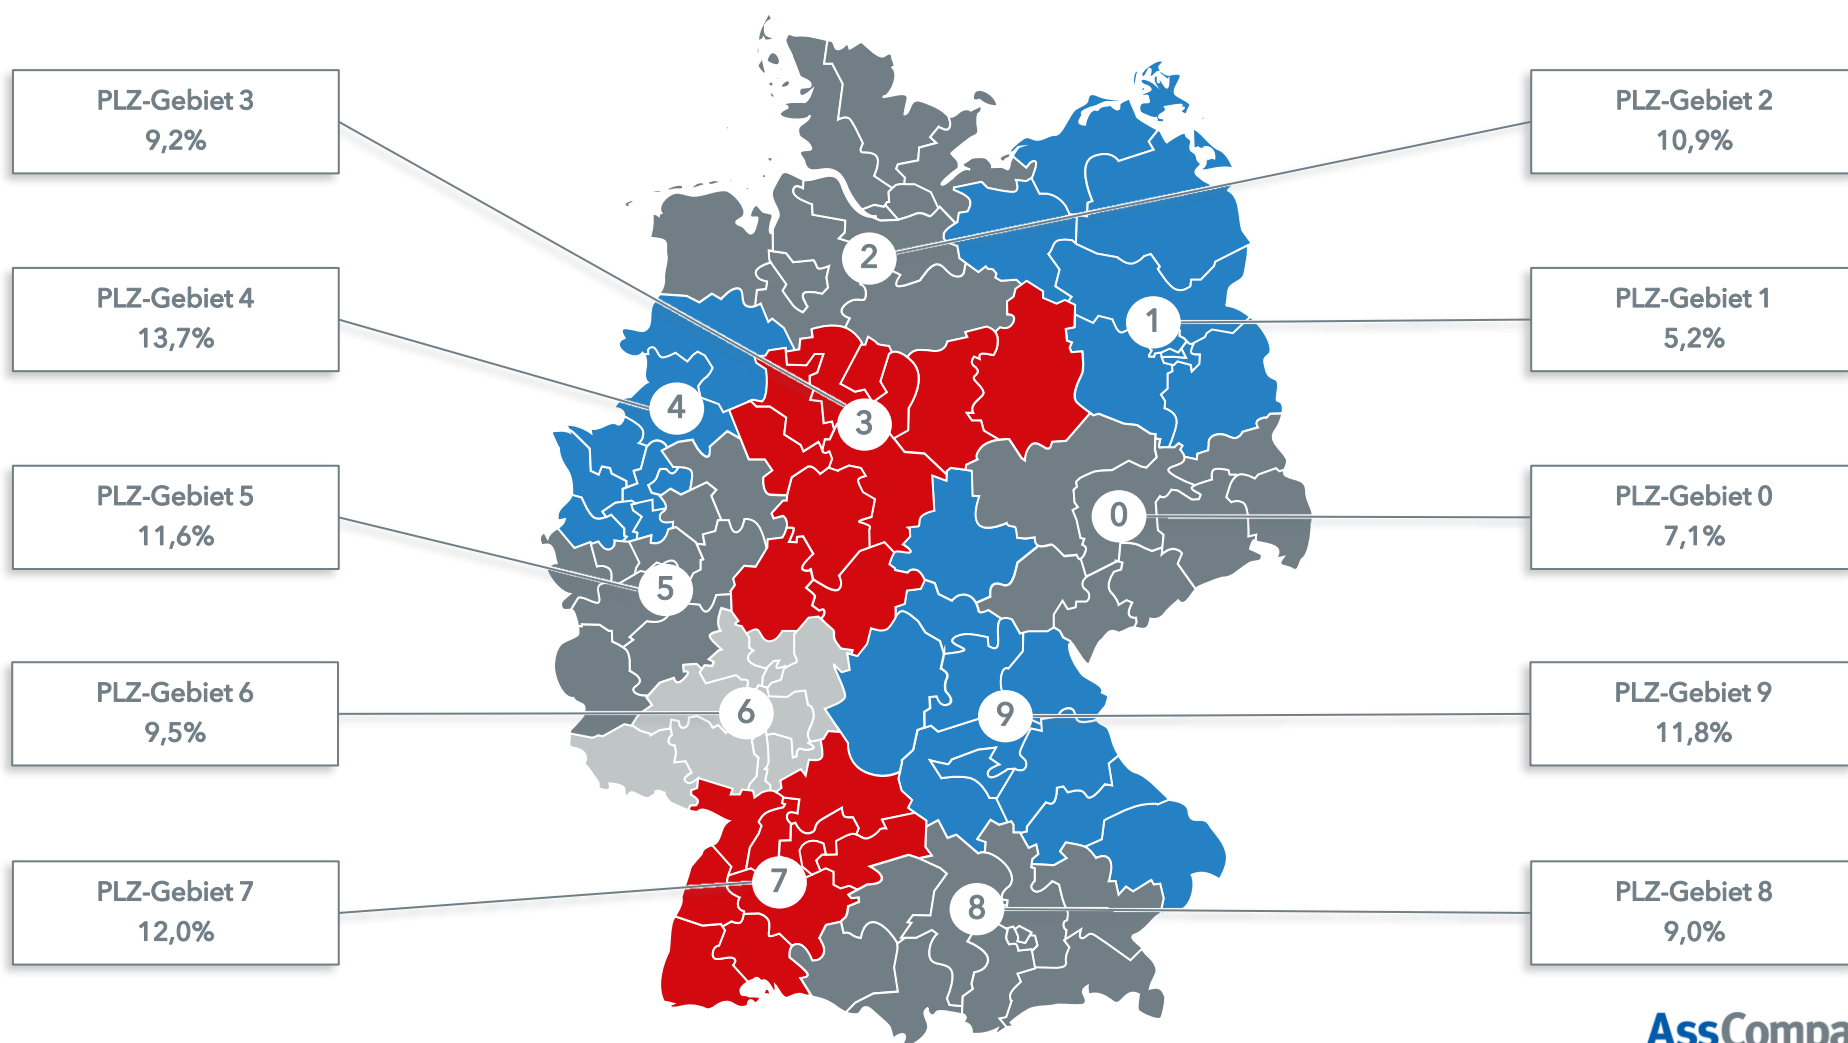 PLZ-Gebiet 3
9,2%
PLZ-Gebiet 4
13,7%
PLZ-Gebiet 5
11,6%
PLZ-Gebiet 6
9,5%
PLZ-Gebiet 7
12,0%
2
1
4
3
0
5
6
9
7
8
PLZ-Gebiet 2
10,9%
PLZ-Gebiet 1
5,2%
PLZ-Gebiet 0
7,1%
PLZ-Gebiet 9
11,8%
PLZ-Gebiet 8
9,0%
AssCompa